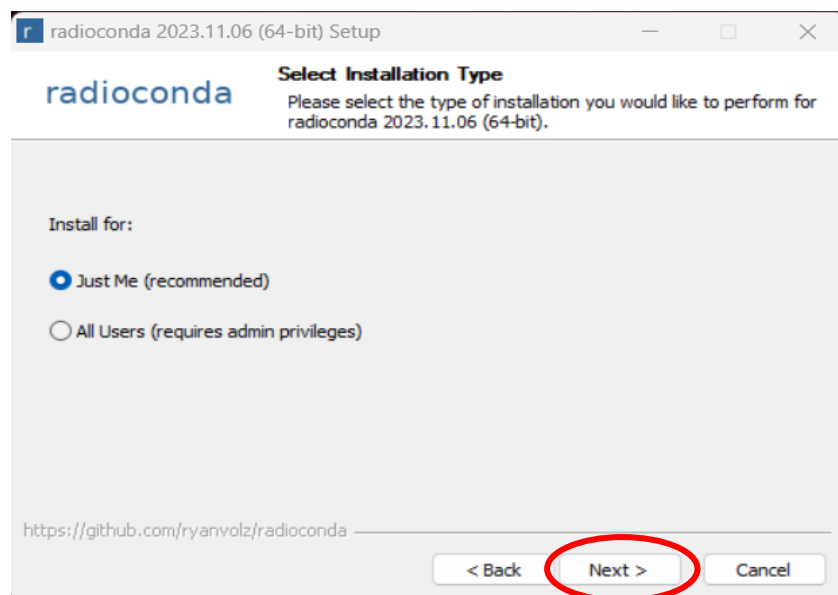 r radioconda 2023.11.06 (64-bit) Setup
radioconda
Select Installation Type
Please select the type of installation you would like to perform for
radioconda 2023.11.06 (64-bit).
Install for:
Just Me (recommended)
All Users (requires admin privileges)
https://github.com/ryanvolz/radioconda
< Back Next > Cancel